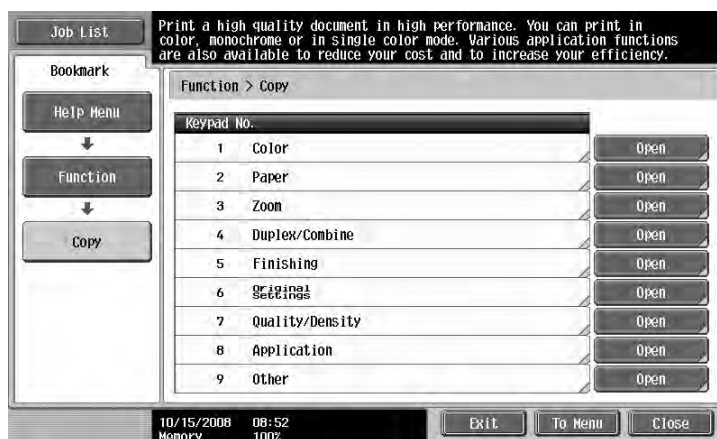 Job List
Print a high quality document in high performance. You can print in
color, monochrome or in single color mode. Various application functions
are also available to reduce your cost and to increase your efficiency.
Bookmark
Function > Copy
Help Menu
Keypad No.
1 Color Open
Function
2 Paper Open
3 Zoom Open
Copy
4 Duplex/Combine Open
5 Finishing Open
6 Original
Settings Open
7 Quality/Density Open
8 Application Open
9 Other Open
10/15/2008 08:52
Memory 100%
Exit To Menu Close